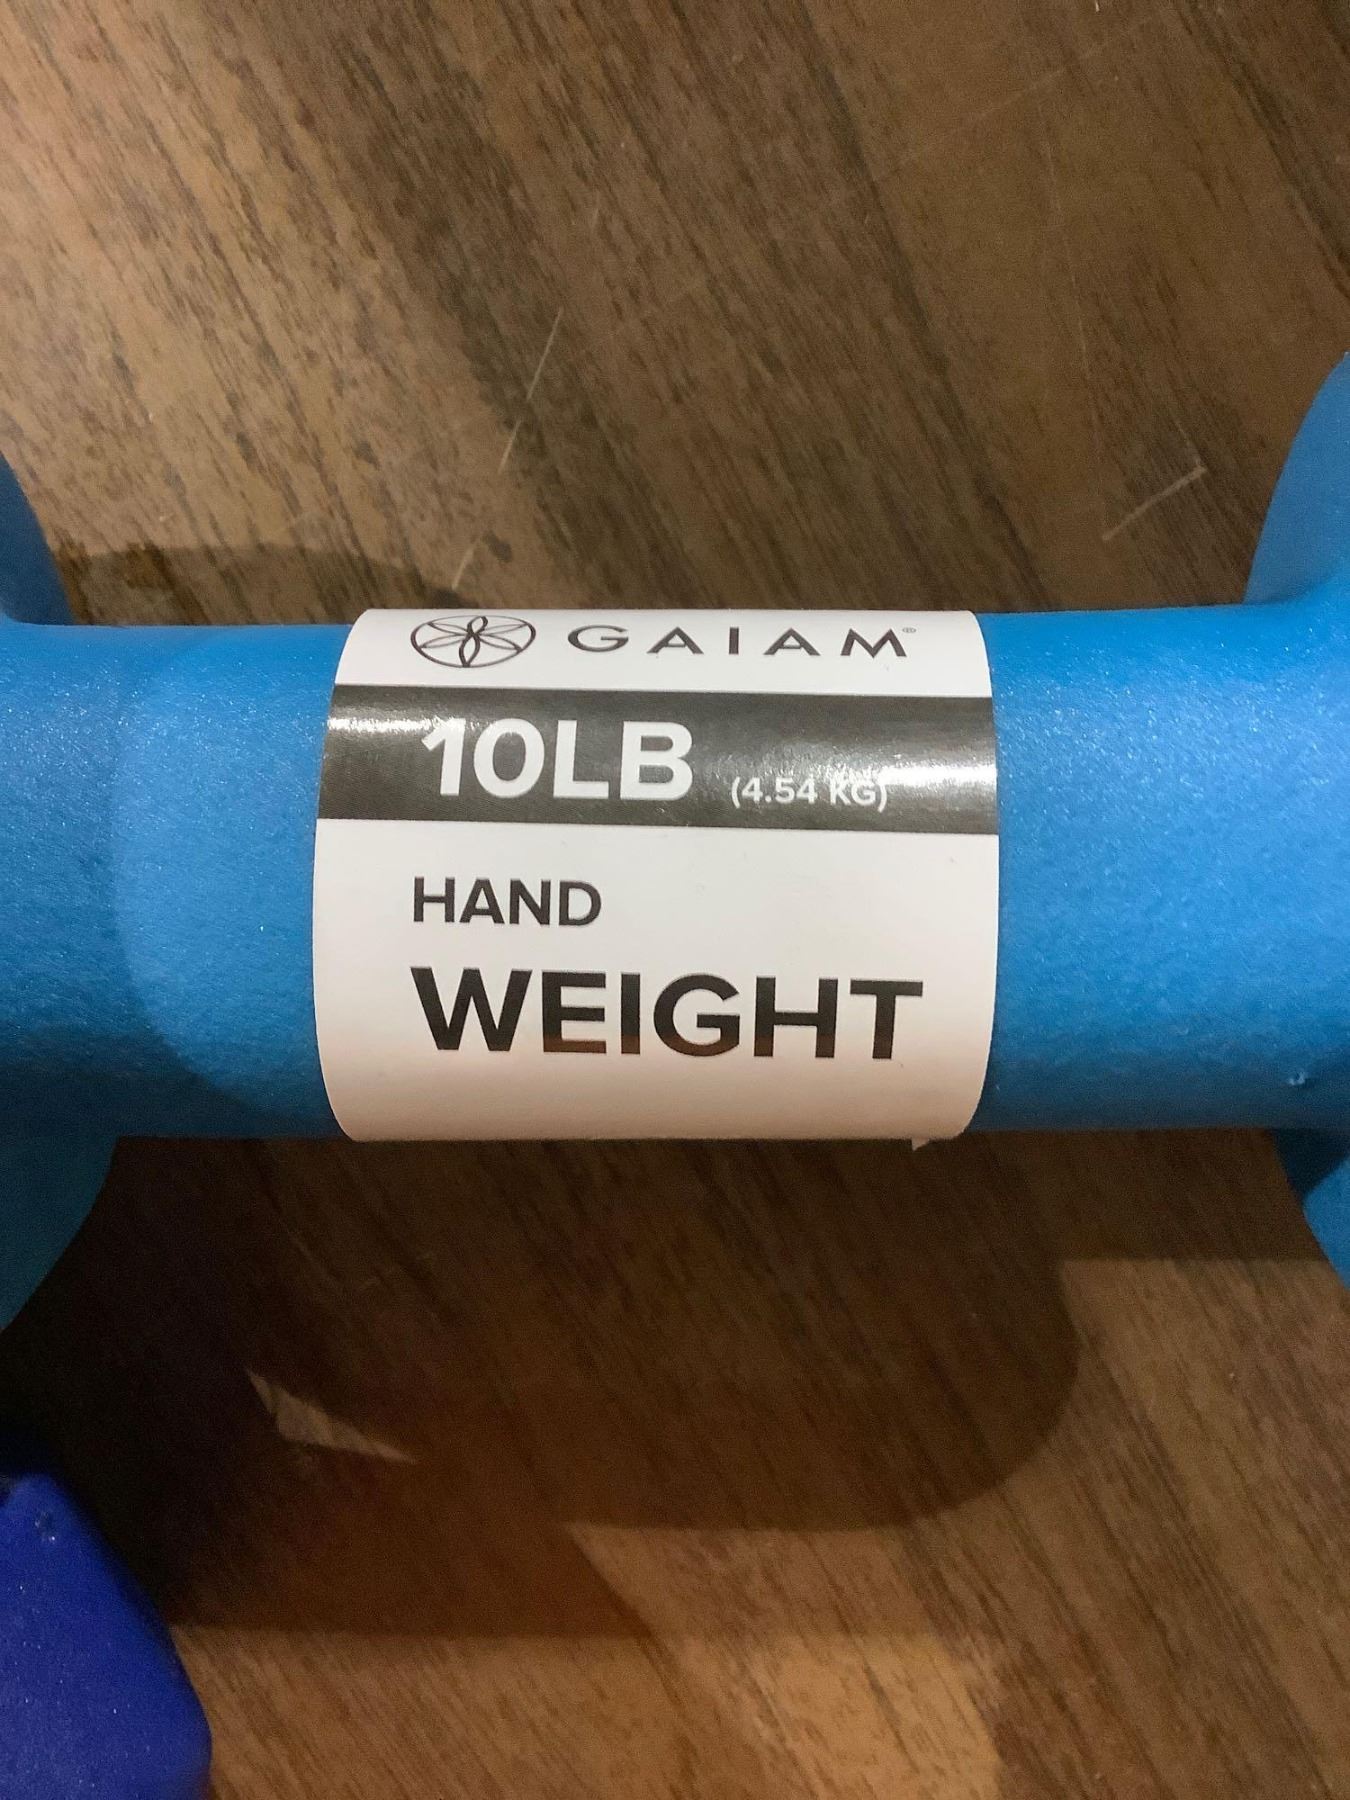 GAIAM®
10LB (4.54 KG)
HAND
WEIGHT